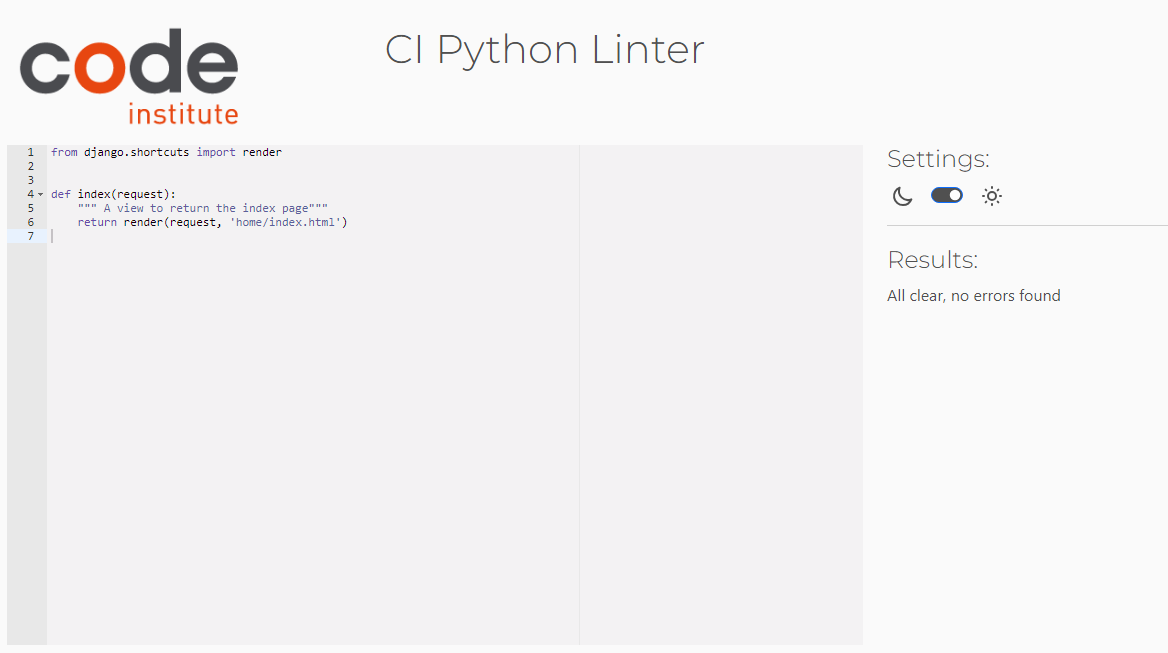 code
institute
CI Python Linter
1 from django.shortcuts import render
2
3
4 def index(request):
5     """ A view to return the index page"""
6     return render(request, 'home/index.html')
7
Settings:
Results:
All clear, no errors found